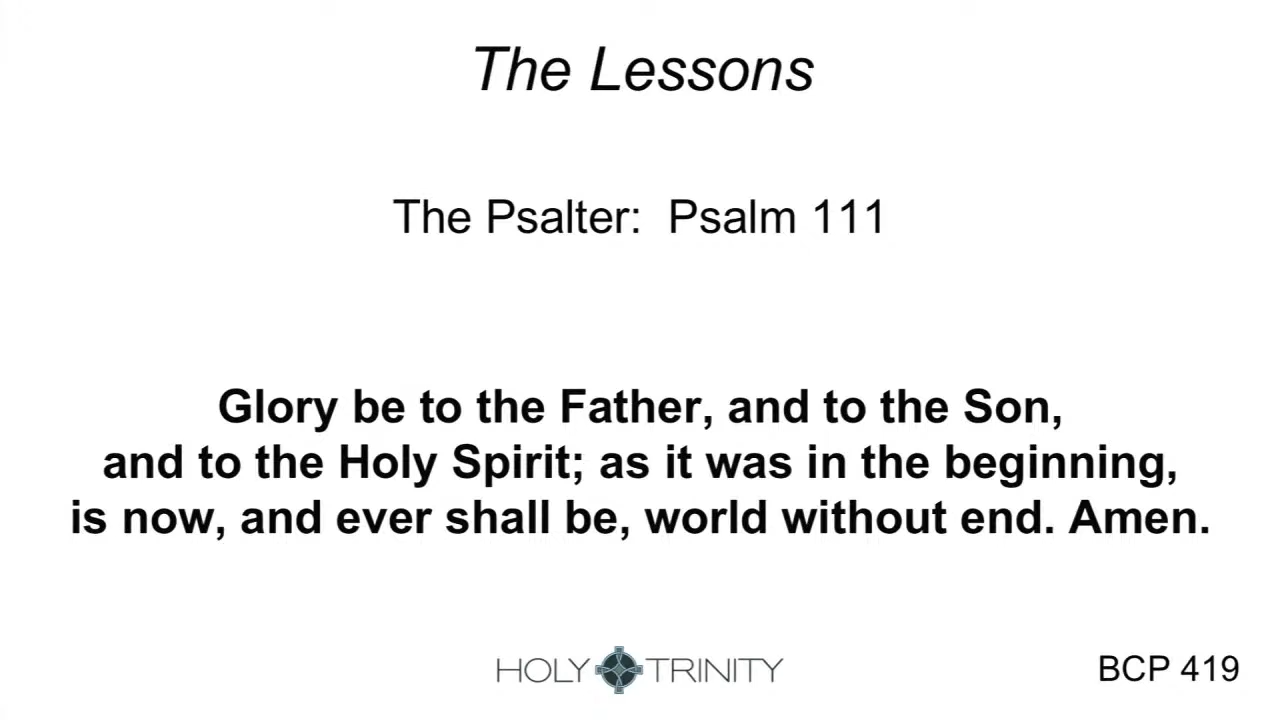 The Lessons
The Psalter: Psalm 111
Glory be to the Father, and to the Son,
and to the Holy Spirit; as it was in the beginning,
is now, and ever shall be, world without end. Amen.
HOLY TRINITY
BCP 419